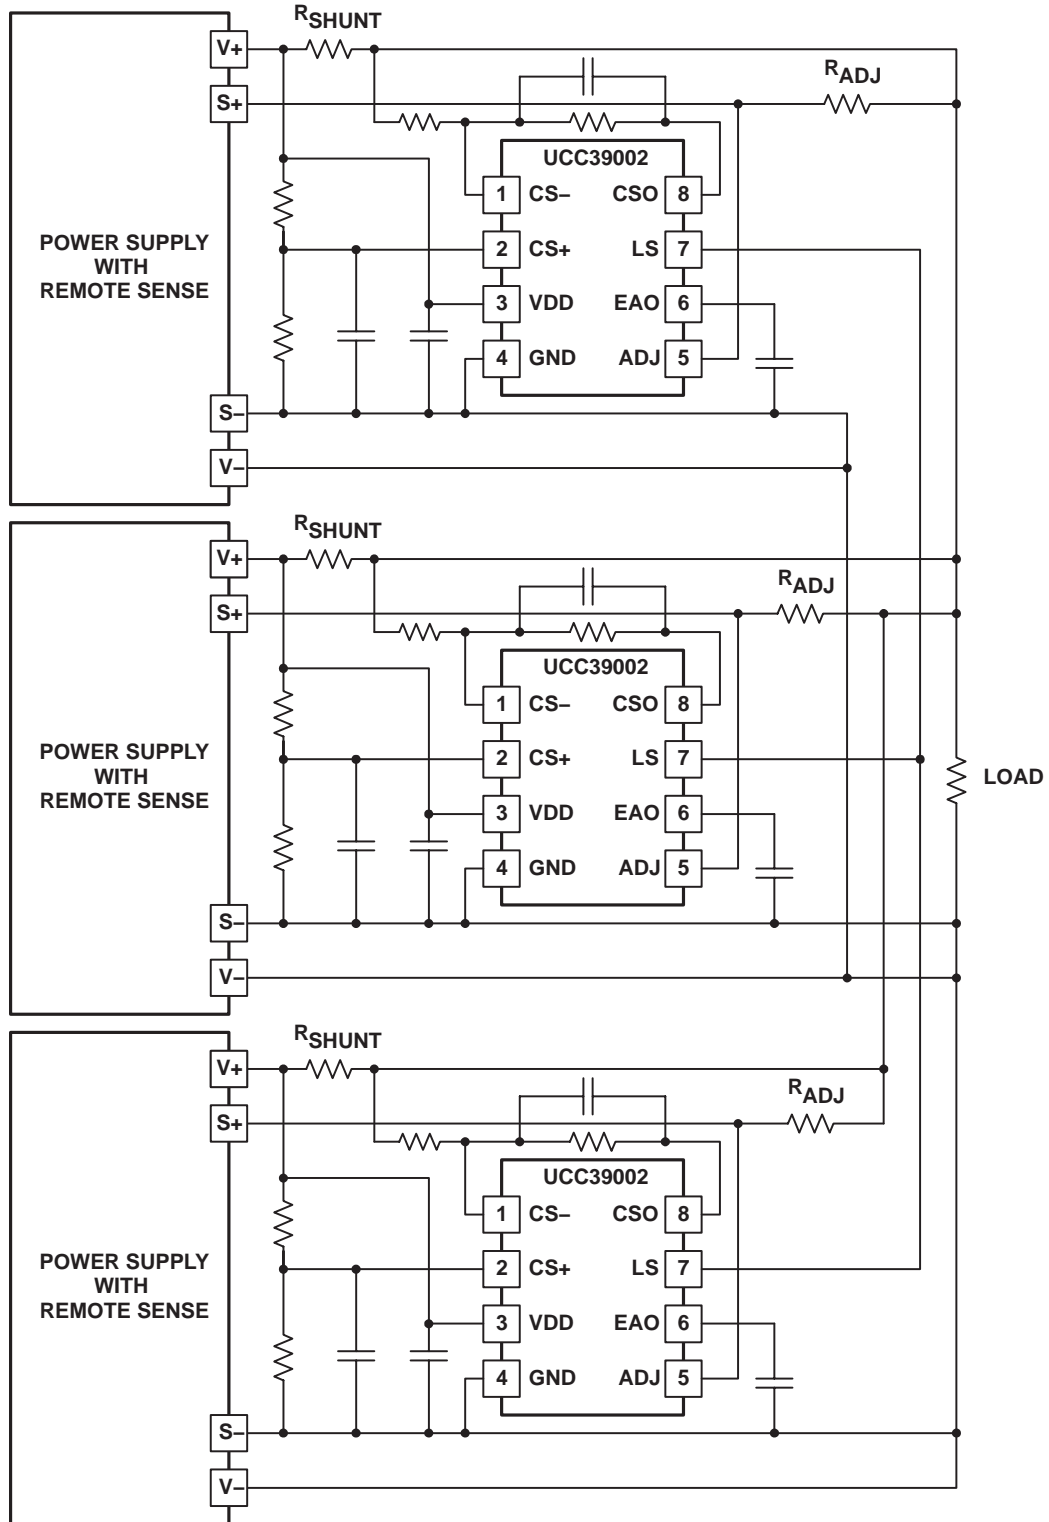 RSHUNT
V+
RADJ
S+
UCC39002
1 CS– CSO 8
POWER SUPPLY
WITH
REMOTE SENSE
2 CS+ LS 7
3 VDD EAO 6
4 GND ADJ 5
S–
V–
RSHUNT
V+
RADJ
S+
UCC39002
1 CS– CSO 8
POWER SUPPLY
WITH
REMOTE SENSE
2 CS+ LS 7
LOAD
3 VDD EAO 6
4 GND ADJ 5
S–
V–
RSHUNT
V+
RADJ
S+
UCC39002
1 CS– CSO 8
POWER SUPPLY
WITH
REMOTE SENSE
2 CS+ LS 7
3 VDD EAO 6
4 GND ADJ 5
S–
V–